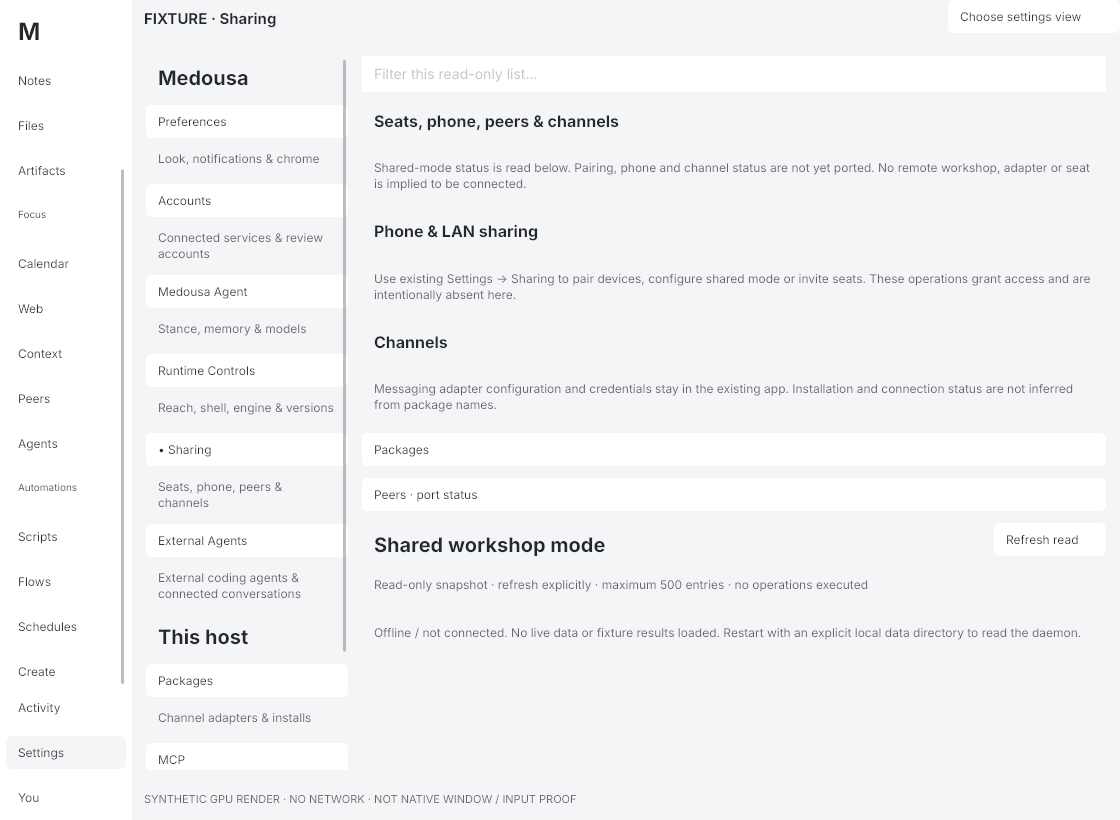 M
Notes
Files
Artifacts
Focus
Calendar
Web
Context
Peers
Agents
Automations
Scripts
Flows
Schedules
Create
Activity
Settings
You
FIXTURE · Sharing
Choose settings view
Medousa
Preferences
Look, notifications & chrome
Accounts
Connected services & review
accounts
Medousa Agent
Stance, memory & models
Runtime Controls
Reach, shell, engine & versions
• Sharing
Seats, phone, peers &
channels
External Agents
External coding agents &
connected conversations
This host
Packages
Channel adapters & installs
MCP
Filter this read-only list...
Seats, phone, peers & channels
Shared-mode status is read below. Pairing, phone and channel status are not yet ported. No remote workshop, adapter or seat
is implied to be connected.
Phone & LAN sharing
Use existing Settings → Sharing to pair devices, configure shared mode or invite seats. These operations grant access and are
intentionally absent here.
Channels
Messaging adapter configuration and credentials stay in the existing app. Installation and connection status are not inferred
from package names.
Packages
Peers · port status
Shared workshop mode
Refresh read
Read-only snapshot · refresh explicitly · maximum 500 entries · no operations executed
Offline / not connected. No live data or fixture results loaded. Restart with an explicit local data directory to read the daemon.
SYNTHETIC GPU RENDER · NO NETWORK · NOT NATIVE WINDOW / INPUT PROOF